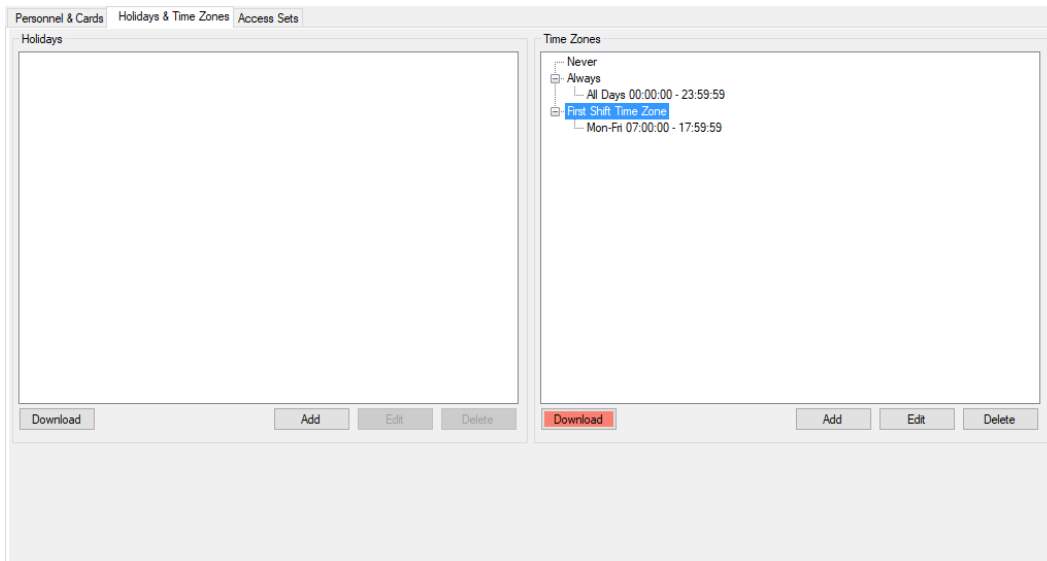 Personnel & Cards Holidays & Time Zones Access Sets
Holidays
Download Add Edit Delete
Time Zones
Never
Always
All Days 00:00:00 - 23:59:59
First Shift Time Zone
Mon-Fri 07:00:00 - 17:59:59
Download Add Edit Delete